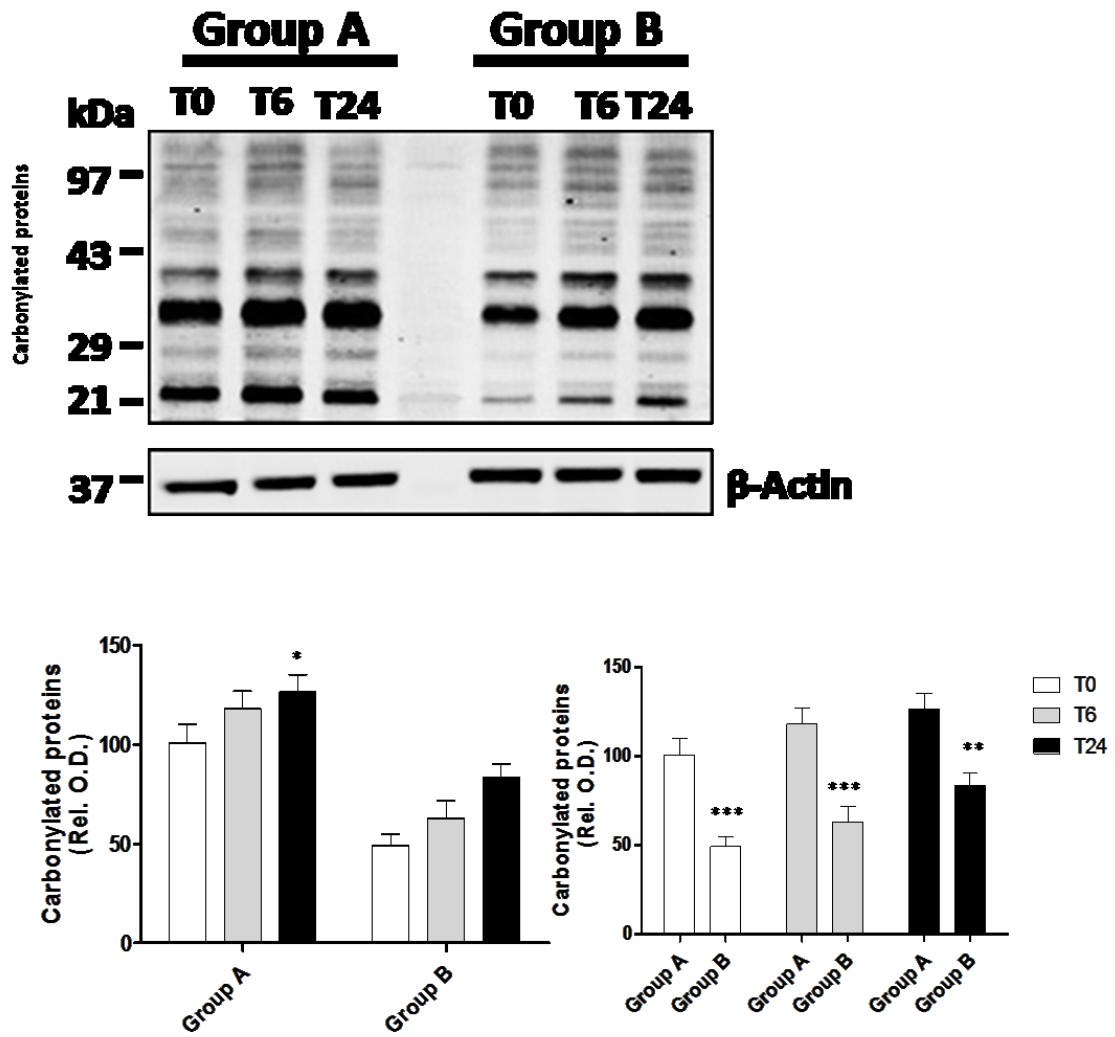 Group A Group B
kDa T0 T6 T24 T0 T6 T24
Carbonylated proteins
97
43
29
21
37 β-Actin
Carbonylated proteins
(Rel. O.D.)
150
100
50
0
*
Group A Group B
Carbonylated proteins
(Rel. O.D.)
150
100
50
0
*** *** **
Group A Group B Group A Group B Group A Group B
T0
T6
T24